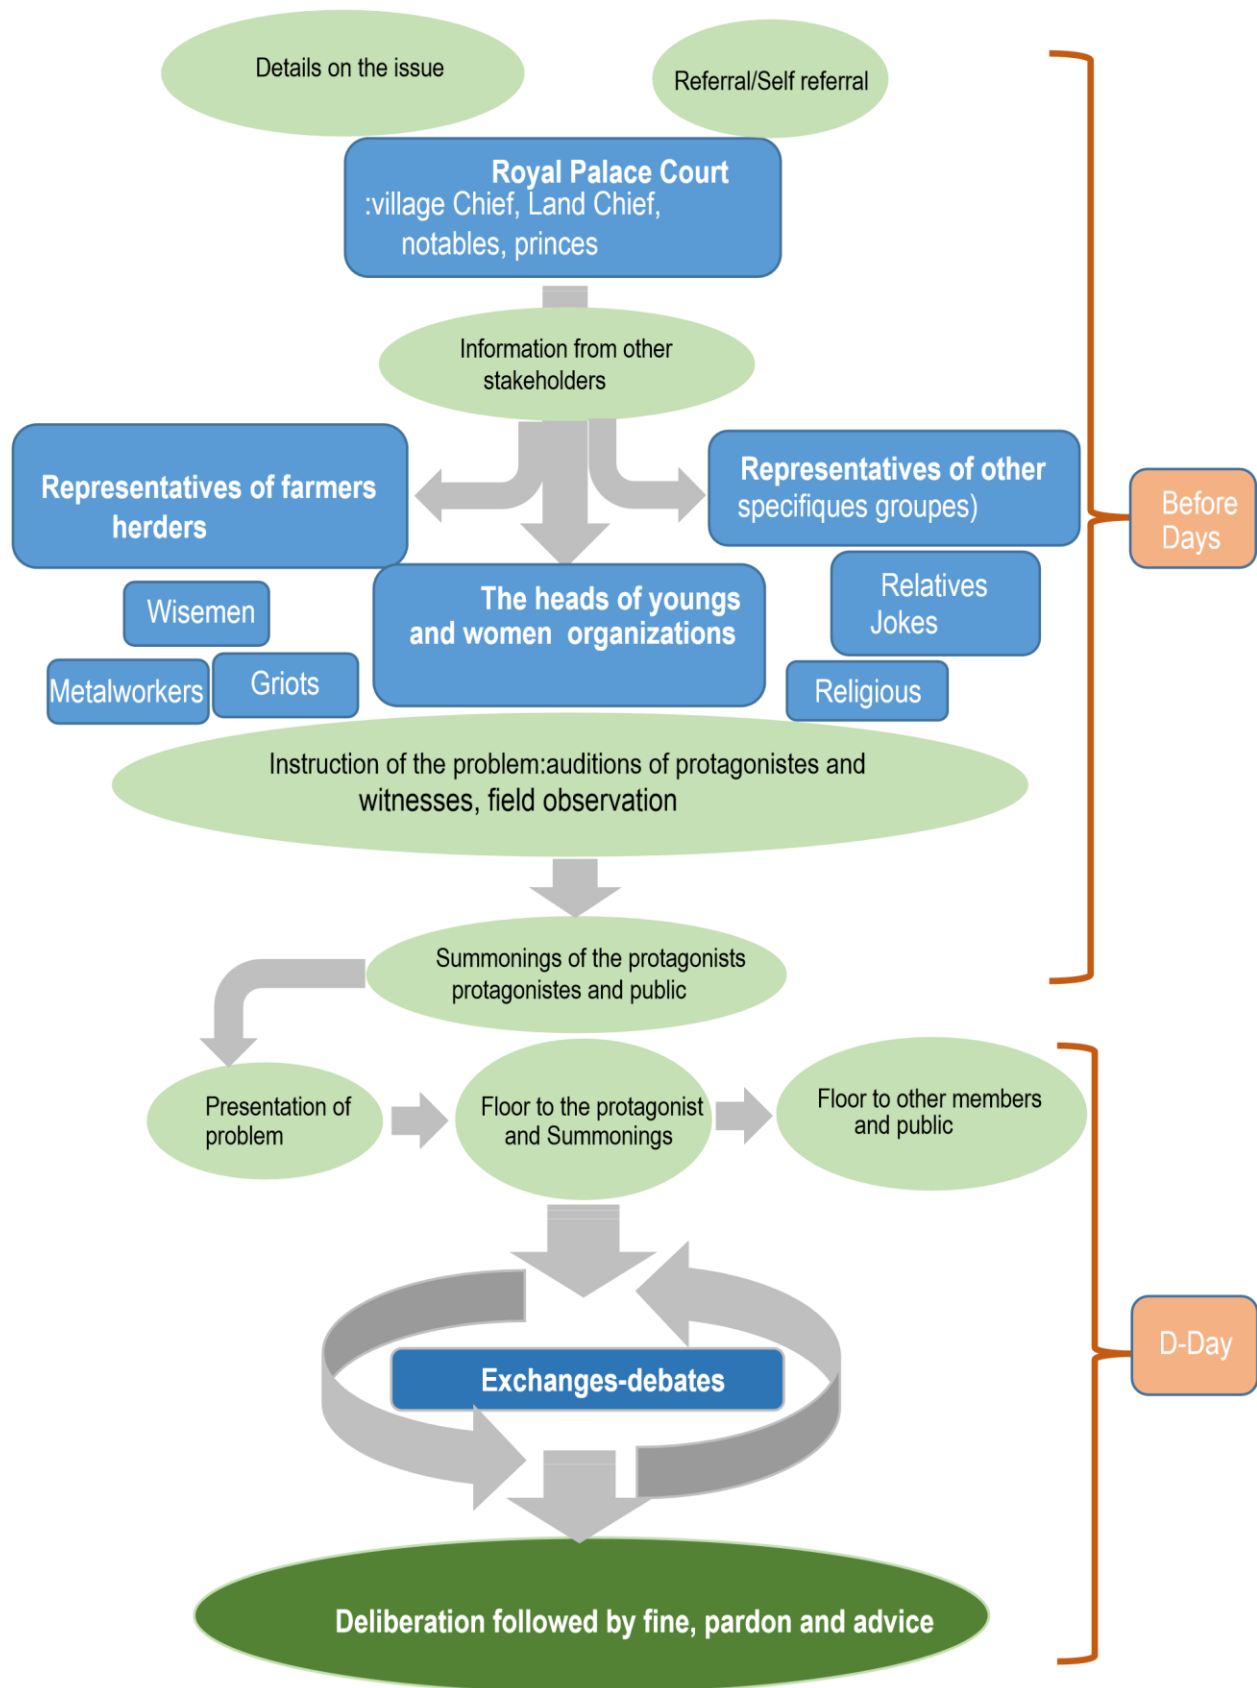 Details on the issue
Referral/Self referral
Royal Palace Court
:village Chief, Land Chief,
notables, princes
Information from other
stakeholders
Representatives of farmers
herders
Representatives of other
specifiques groupes)
Before
Days
Wisemen
The heads of youngs
and women organizations
Relatives
Jokes
Metalworkers
Griots
Religious
Instruction of the problem:auditions of protagonistes and
witnesses, field observation
Summonings of the protagonists
protagonistes and public
Presentation of
problem
Floor to the protagonist
and Summonings
Floor to other members
and public
Exchanges-debates
D-Day
Deliberation followed by fine, pardon and advice